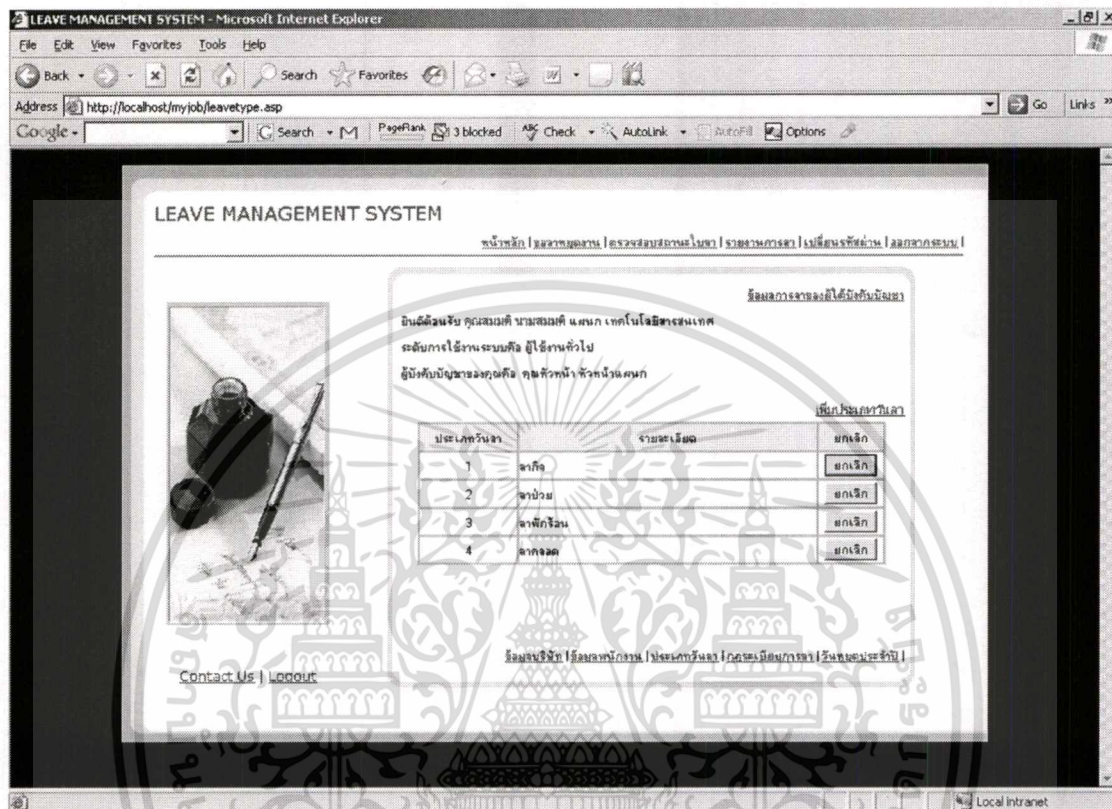 LEAVE MANAGEMENT SYSTEM - Microsoft Internet Explorer
File Edit View Favorites Tools Help
Back Search Favorites
Address http://localhost/myjob/leavetype.asp Go Links »
Google Search PageRank 3 blocked Check AutoLink AutoFill Options
LEAVE MANAGEMENT SYSTEM
หน้าหลัก | ขอลาหยุดงาน | ตรวจสอบสถานะใบลา | รายงานการลา | เปลี่ยนรหัสผ่าน | ออกจากระบบ |
ข้อมูลการลาของผู้ใต้บังคับบัญชา
ยินดีต้อนรับ คุณสมมติ นามสมมติ แผนก เทคโนโลยีสารสนเทศ
ระดับการใช้งานระบบคือ ผู้ใช้งานทั่วไป
ผู้บังคับบัญชาของคุณคือ คุณหัวหน้า หัวหน้าแผนก
เพิ่มประเภทวันลา
ประเภทวันลา รายละเอียด ยกเลิก
1 ลากิจ ยกเลิก
2 ลาป่วย ยกเลิก
3 ลาพักร้อน ยกเลิก
4 ลาคลอด ยกเลิก
ข้อมูลบริษัท | ข้อมูลพนักงาน | ประเภทวันลา | กฎระเบียบการลา | วันหยุดประจำปี |
Contact Us | Logout
Local intranet